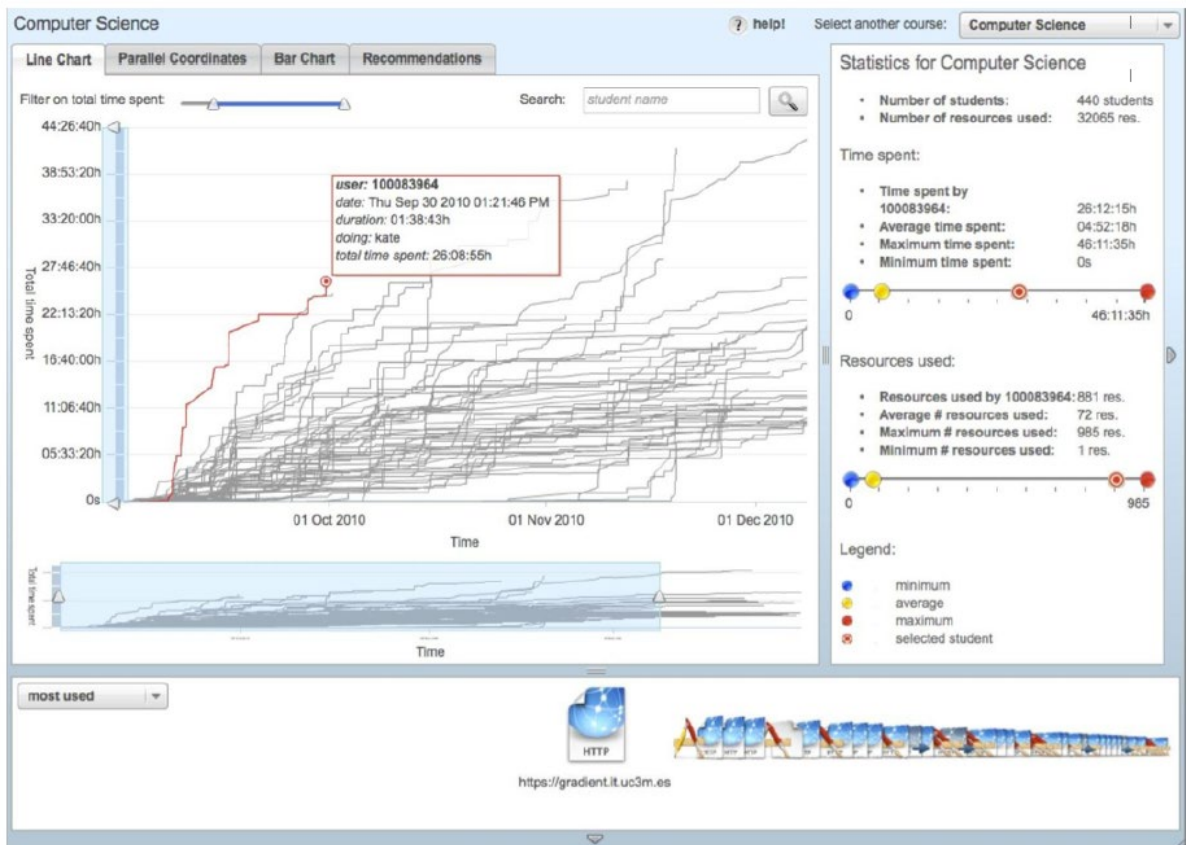 Computer Science
? help!
Select another course:
Computer Science
Line Chart
Parallel Coordinates
Bar Chart
Recommendations
Filter on total time spent:
Search:
student name
44:26:40h
38:53:20h
33:20:00h
27:46:40h
22:13:20h
16:40:00h
11:06:40h
05:33:20h
0s
Total time spent
user: 100083964
date: Thu Sep 30 2010 01:21:46 PM
duration: 01:38:43h
doing: kate
total time spent: 26:08:55h
01 Oct 2010
01 Nov 2010
01 Dec 2010
Time
Total time spent
Time
Statistics for Computer Science
• Number of students: 440 students
• Number of resources used: 32065 res.
Time spent:
• Time spent by
100083964: 26:12:15h
• Average time spent: 04:52:18h
• Maximum time spent: 46:11:35h
• Minimum time spent: 0s
0
46:11:35h
Resources used:
• Resources used by 100083964: 881 res.
• Average # resources used: 72 res.
• Maximum # resources used: 985 res.
• Minimum # resources used: 1 res.
0
985
Legend:
minimum
average
maximum
selected student
most used
HTTP
https://gradient.it.uc3m.es